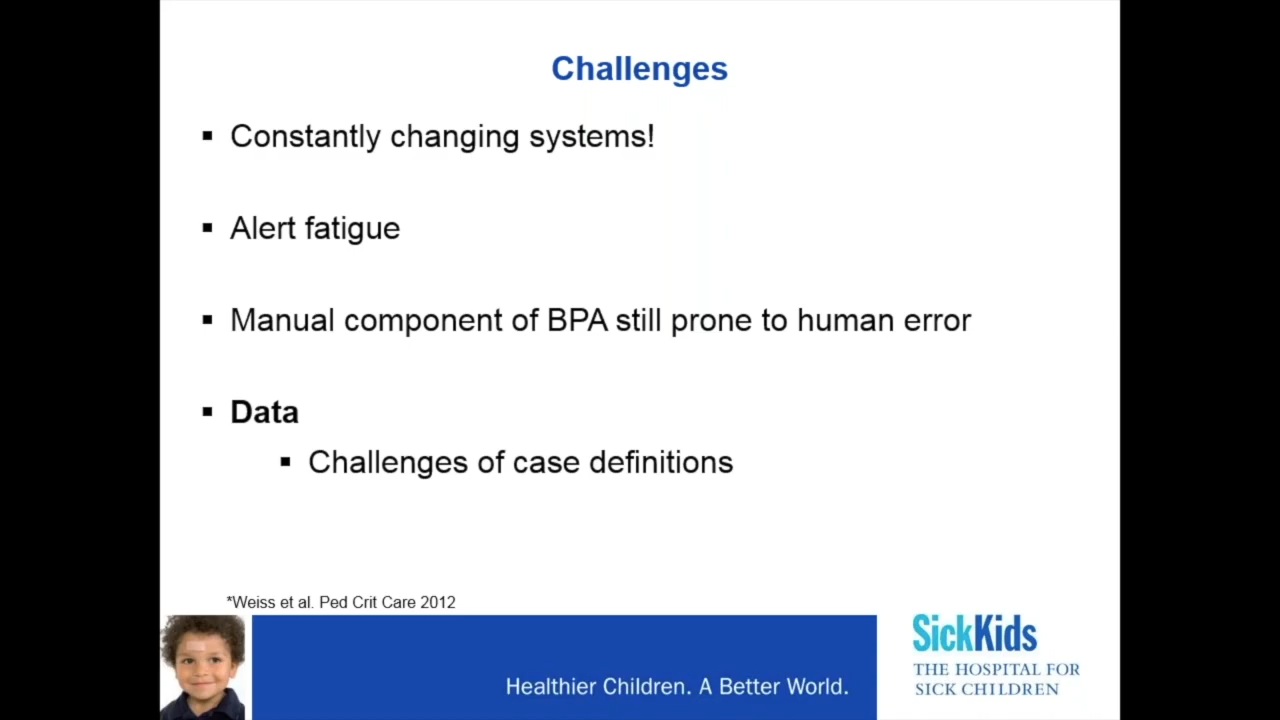 Challenges
▪ Constantly changing systems!
▪ Alert fatigue
▪ Manual component of BPA still prone to human error
▪ Data
▪ Challenges of case definitions
*Weiss et al. Ped Crit Care 2012
Healthier Children. A Better World.
SickKids
THE HOSPITAL FOR
SICK CHILDREN